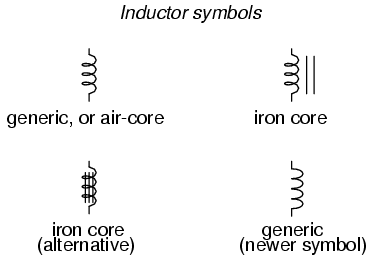 Inductor symbols
generic, or air-core
iron core
iron core
(alternative)
generic
(newer symbol)